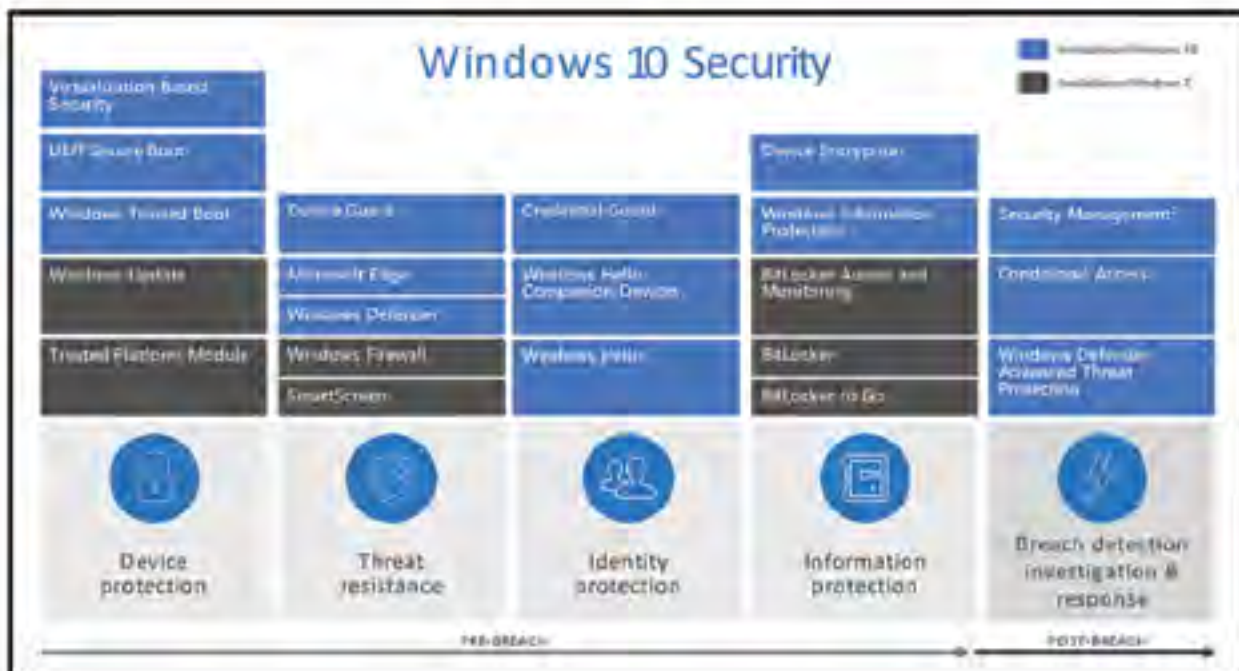 Windows 10 Security
Virtualization Based
Security
UEFI Secure Boot
Windows Trusted Boot
Windows Update
Trusted Platform Module
Device Guard
Microsoft Edge
Windows Defender
Windows Firewall
SmartScreen
Credential Guard
Windows Hello
Companion Devices
Windows Hello
Device Encryption
Windows Information
Protection
BitLocker Admin and
Monitoring
BitLocker
BitLocker to Go
Security Management
Conditional Access
Windows Defender
Advanced Threat
Protection
Device
protection
Threat
resistance
Identity
protection
Information
protection
Breach detection
investigation &
response
PRE-BREACH
POST-BREACH